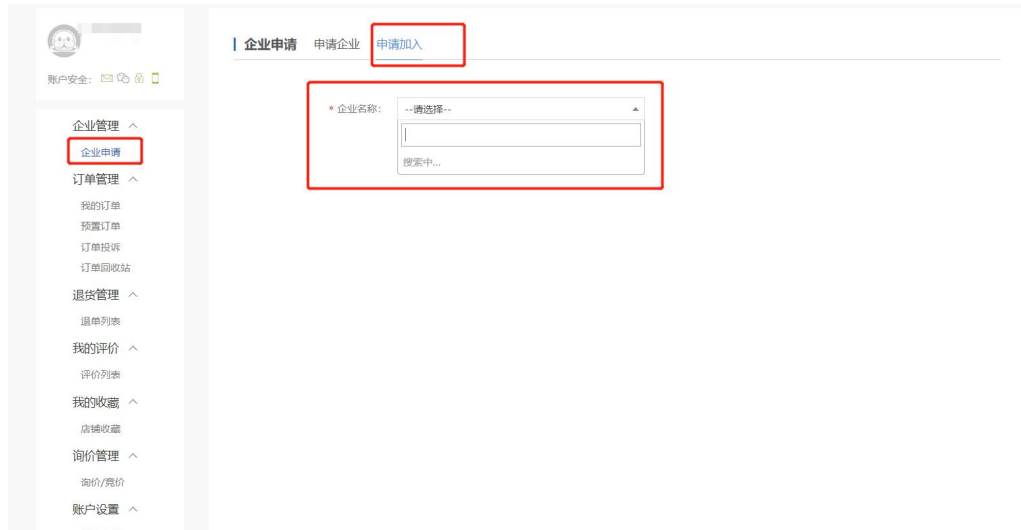 账户安全:
企业管理
企业申请
订单管理
我的订单
预置订单
订单投诉
订单回收站
退货管理
退单列表
我的评价
评价列表
我的收藏
店铺收藏
询价管理
询价/竞价
账户设置
企业申请 申请企业 申请加入
* 企业名称: --请选择--
搜索中...